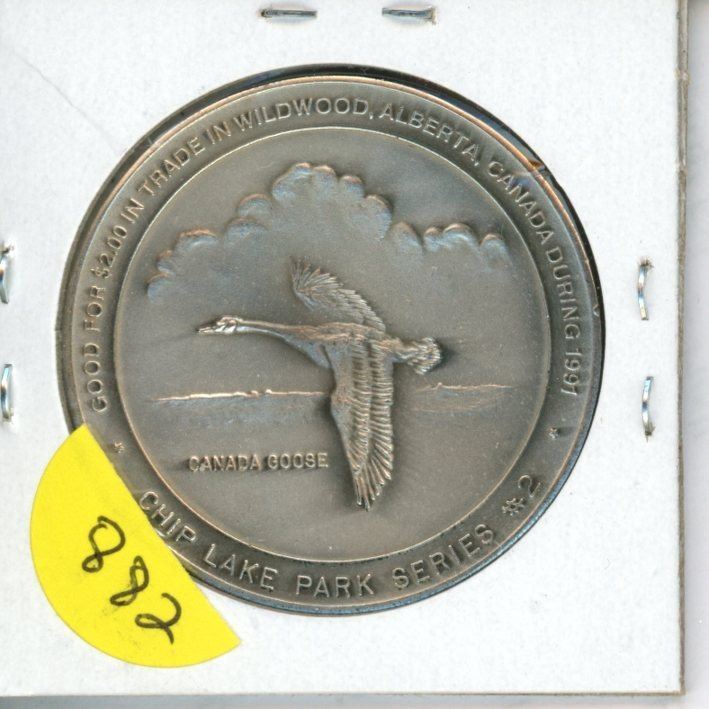 GOOD FOR $2.00 IN TRADE IN WILDWOOD, ALBERTA, CANADA DURING 1991
CANADA GOOSE
* CHIP LAKE PARK SERIES #2 *
288